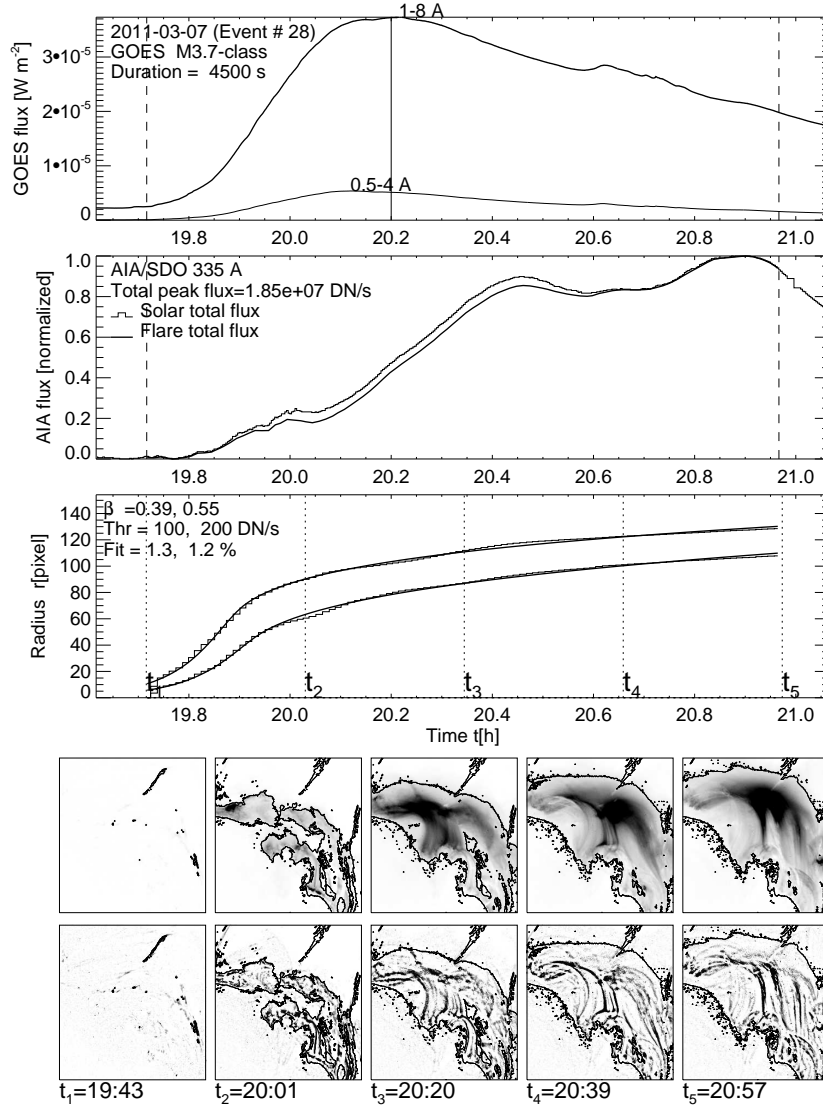 1-8 A
2011-03-07 (Event # 28)
GOES M3.7-class
Duration = 4500 s
0.5-4 A
GOES flux [W m-2]
3•10-5
2•10-5
1•10-5
0
19.8 20.0 20.2 20.4 20.6 20.8 21.0
AIA/SDO 335 A
Total peak flux=1.85e+07 DN/s
Solar total flux
Flare total flux
AIA flux [normalized]
1.0
0.8
0.6
0.4
0.2
0.0
19.8 20.0 20.2 20.4 20.6 20.8 21.0
β =0.39, 0.55
Thr = 100, 200 DN/s
Fit = 1.3, 1.2 %
Radius r[pixel]
140
120
100
80
60
40
20
0
t t2 t3 t4 t5
19.8 20.0 20.2 20.4 20.6 20.8 21.0
Time t[h]
t1=19:43 t2=20:01 t3=20:20 t4=20:39 t5=20:57